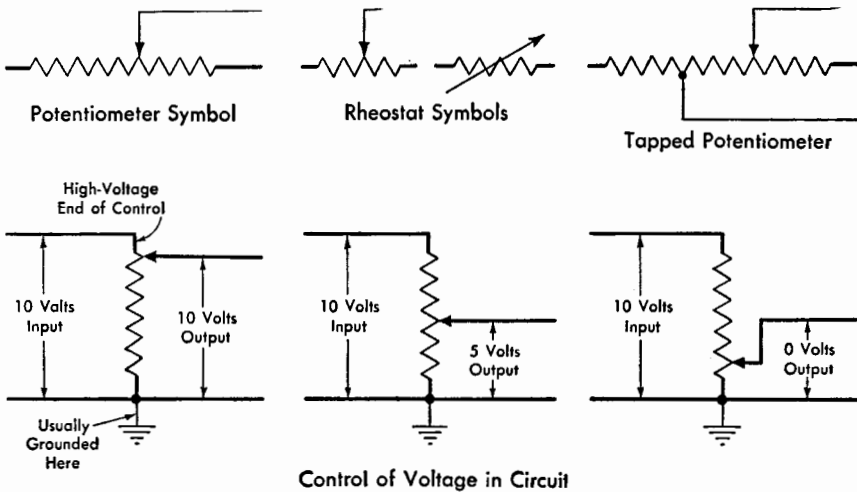 Potentiometer Symbol
Rheostat Symbols
Tapped Potentiometer
High-Voltage
End of Control
10 Valts
Input
10 Volts
Output
Usually
Grounded
Here
10 Volts
Input
5 Volts
Output
10 Volts
Input
0 Volts
Output
Control of Voltage in Circuit